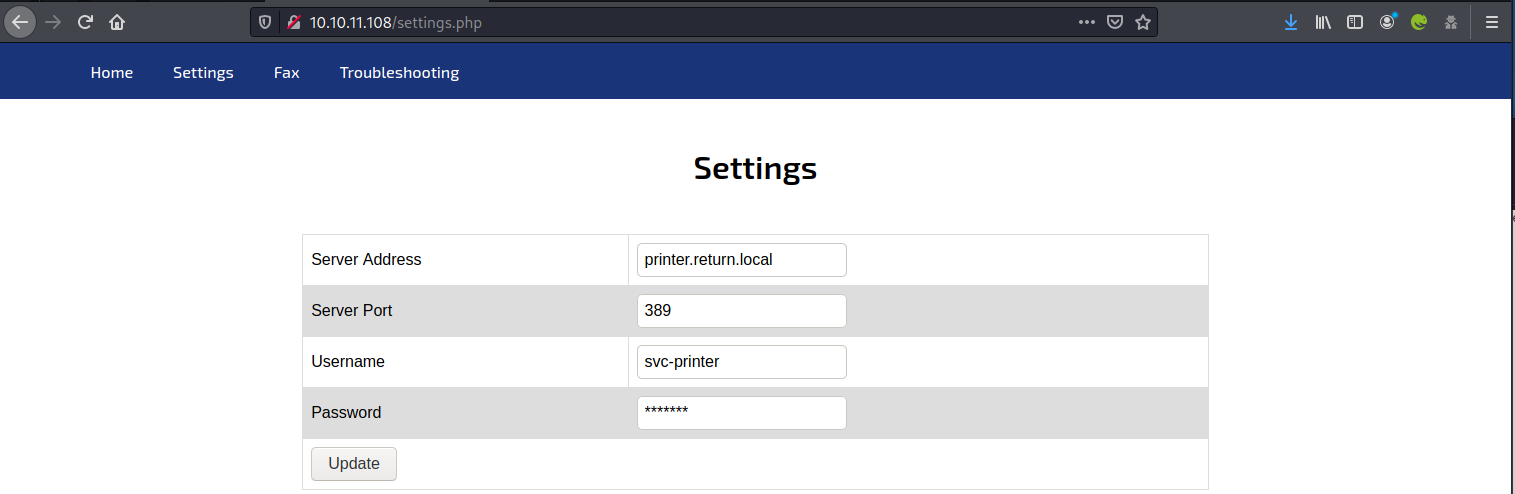 10.10.11.108/settings.php
Home Settings Fax Troubleshooting
Settings
Server Address printer.return.local
Server Port 389
Username svc-printer
Password *******
Update